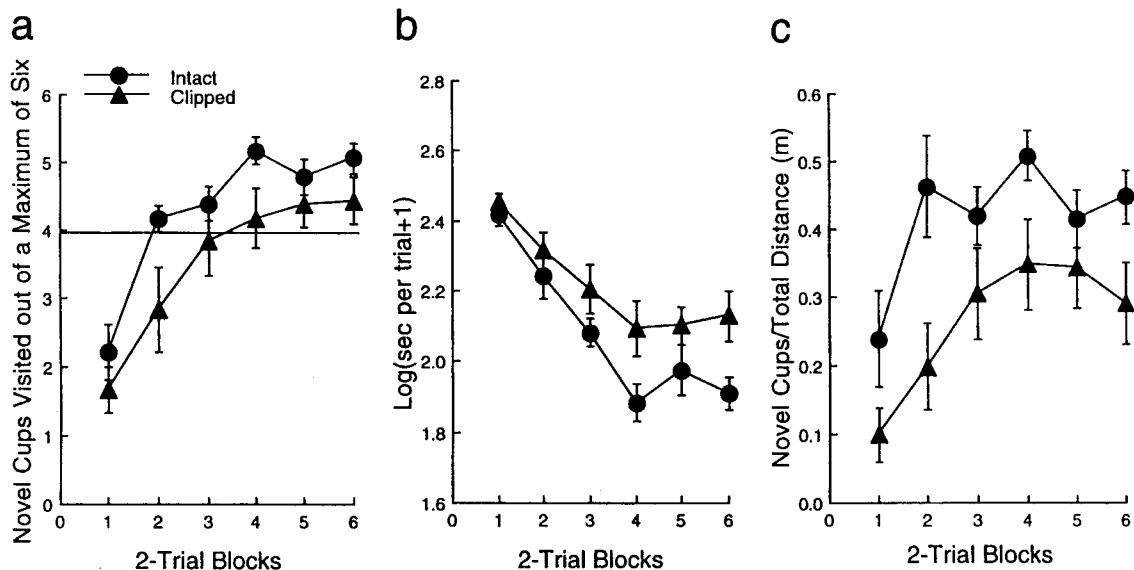 a
b
c
Novel Cups Visited out of a Maximum of Six
Intact
Clipped
6
5
4
3
2
1
0
0 1 2 3 4 5 6
2-Trial Blocks
Log(sec per trial+1)
2.8
2.6
2.4
2.2
2.0
1.8
1.6
0 1 2 3 4 5 6
2-Trial Blocks
Novel Cups/Total Distance (m)
0.6
0.5
0.4
0.3
0.2
0.1
0.0
0 1 2 3 4 5 6
2-Trial Blocks